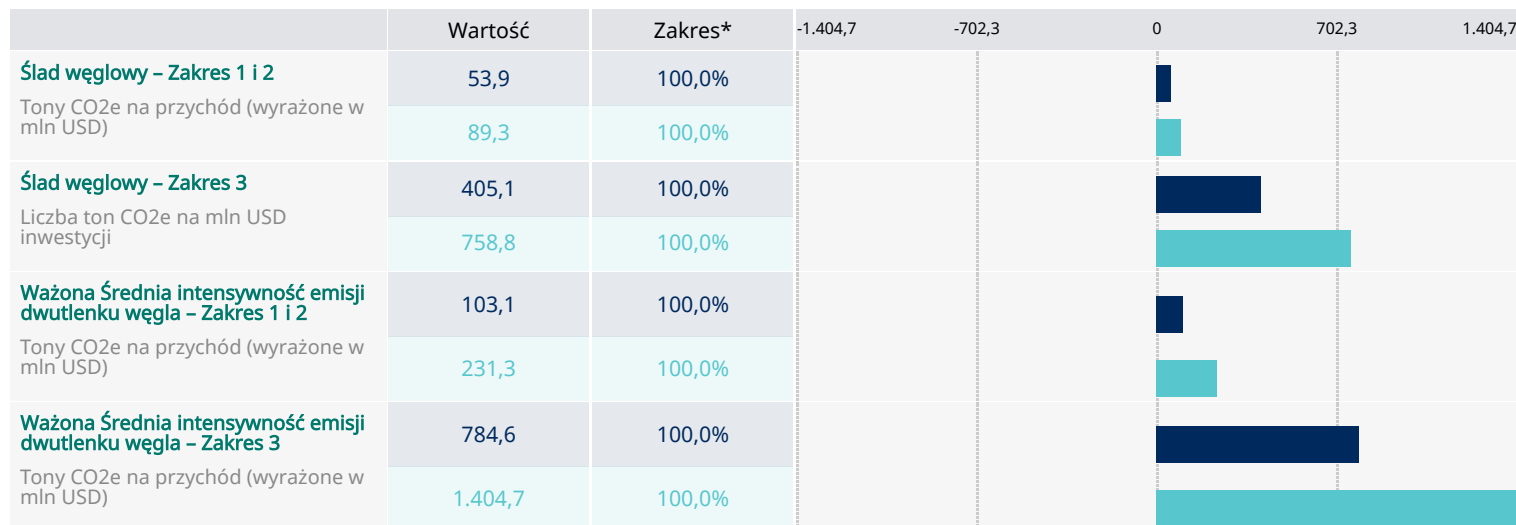 Wartość Zakres* -1.404,7 -702,3 0 702,3 1.404,7
Ślad węglowy – Zakres 1 i 2
Tony CO2e na przychód (wyrażone w
mln USD)
53,9 100,0%
89,3 100,0%
Ślad węglowy – Zakres 3
Liczba ton CO2e na mln USD
inwestycji
405,1 100,0%
758,8 100,0%
Ważona Średnia intensywność emisji
dwutlenku węgla – Zakres 1 i 2
Tony CO2e na przychód (wyrażone w
mln USD)
103,1 100,0%
231,3 100,0%
Ważona Średnia intensywność emisji
dwutlenku węgla – Zakres 3
Tony CO2e na przychód (wyrażone w
mln USD)
784,6 100,0%
1.404,7 100,0%